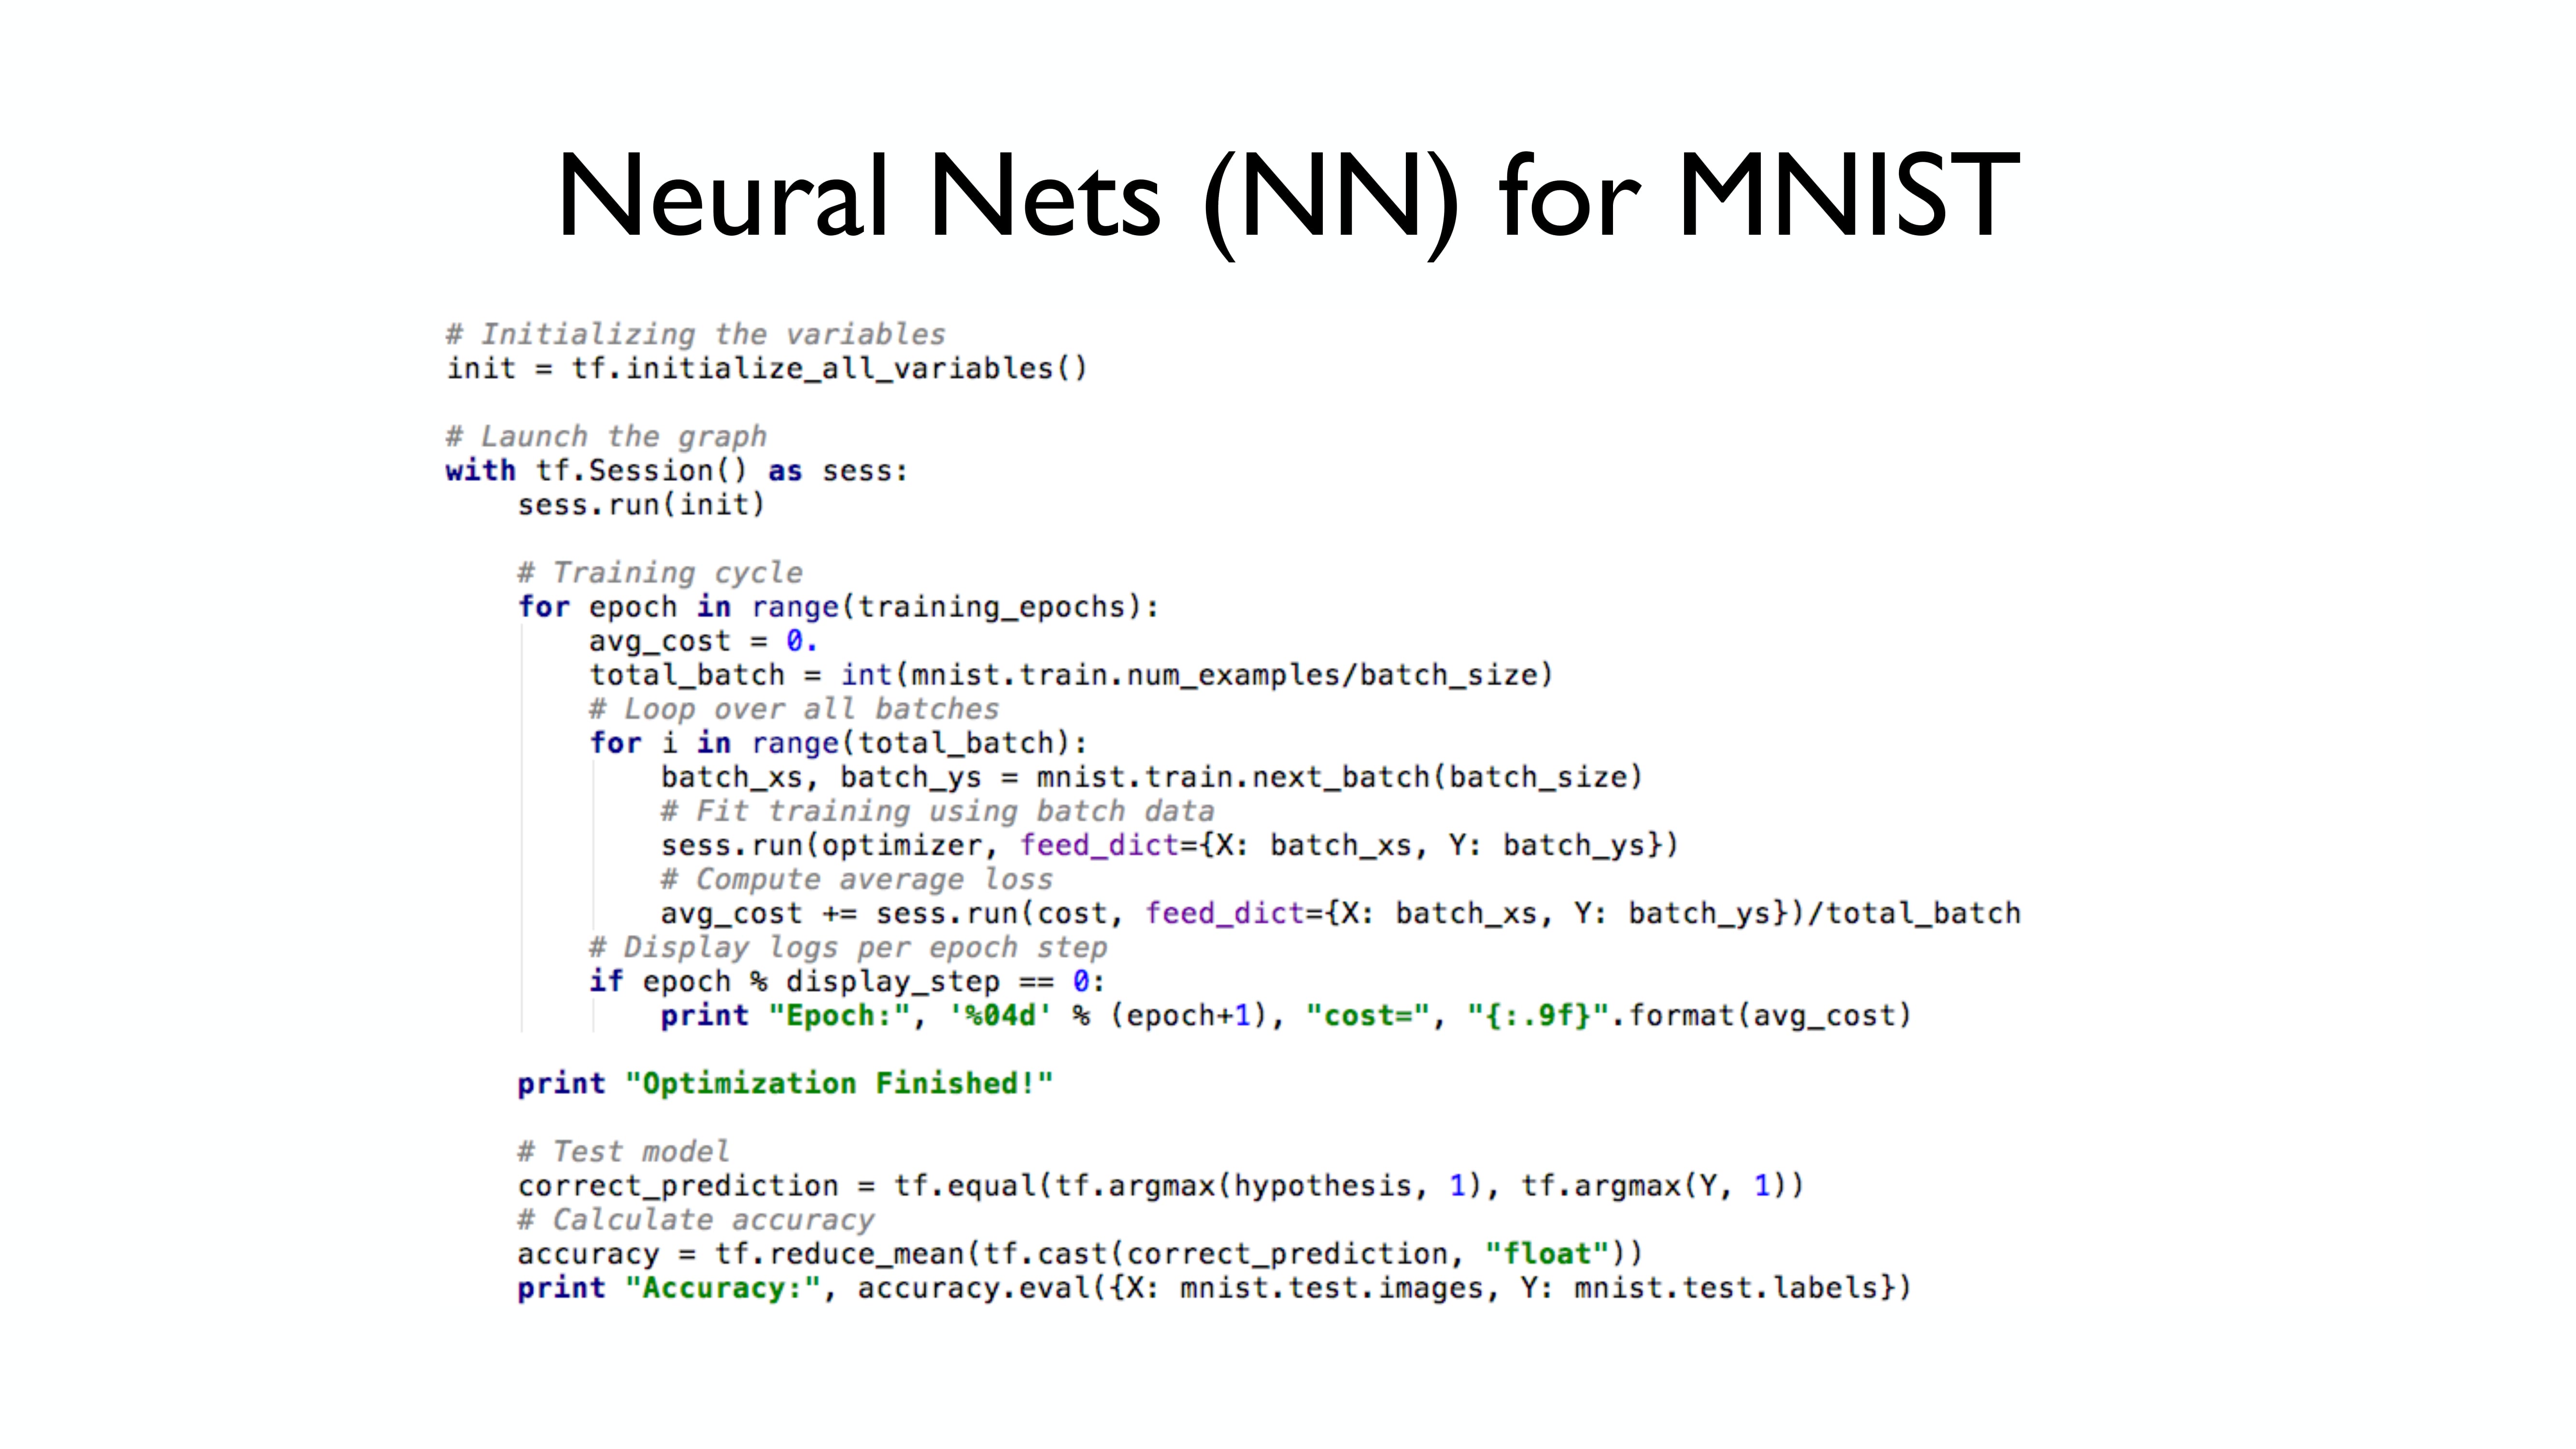 Neural Nets (NN) for MNIST
# Initializing the variables
init = tf.initialize_all_variables()
# Launch the graph
with tf.Session() as sess:
    sess.run(init)
    # Training cycle
    for epoch in range(training_epochs):
        avg_cost = 0.
        total_batch = int(mnist.train.num_examples/batch_size)
        # Loop over all batches
        for i in range(total_batch):
            batch_xs, batch_ys = mnist.train.next_batch(batch_size)
            # Fit training using batch data
            sess.run(optimizer, feed_dict={X: batch_xs, Y: batch_ys})
            # Compute average loss
            avg_cost += sess.run(cost, feed_dict={X: batch_xs, Y: batch_ys})/total_batch
        # Display logs per epoch step
        if epoch % display_step == 0:
            print "Epoch:", '%04d' % (epoch+1), "cost=", "{:.9f}".format(avg_cost)
    print "Optimization Finished!"
    # Test model
    correct_prediction = tf.equal(tf.argmax(hypothesis, 1), tf.argmax(Y, 1))
    # Calculate accuracy
    accuracy = tf.reduce_mean(tf.cast(correct_prediction, "float"))
    print "Accuracy:", accuracy.eval({X: mnist.test.images, Y: mnist.test.labels})